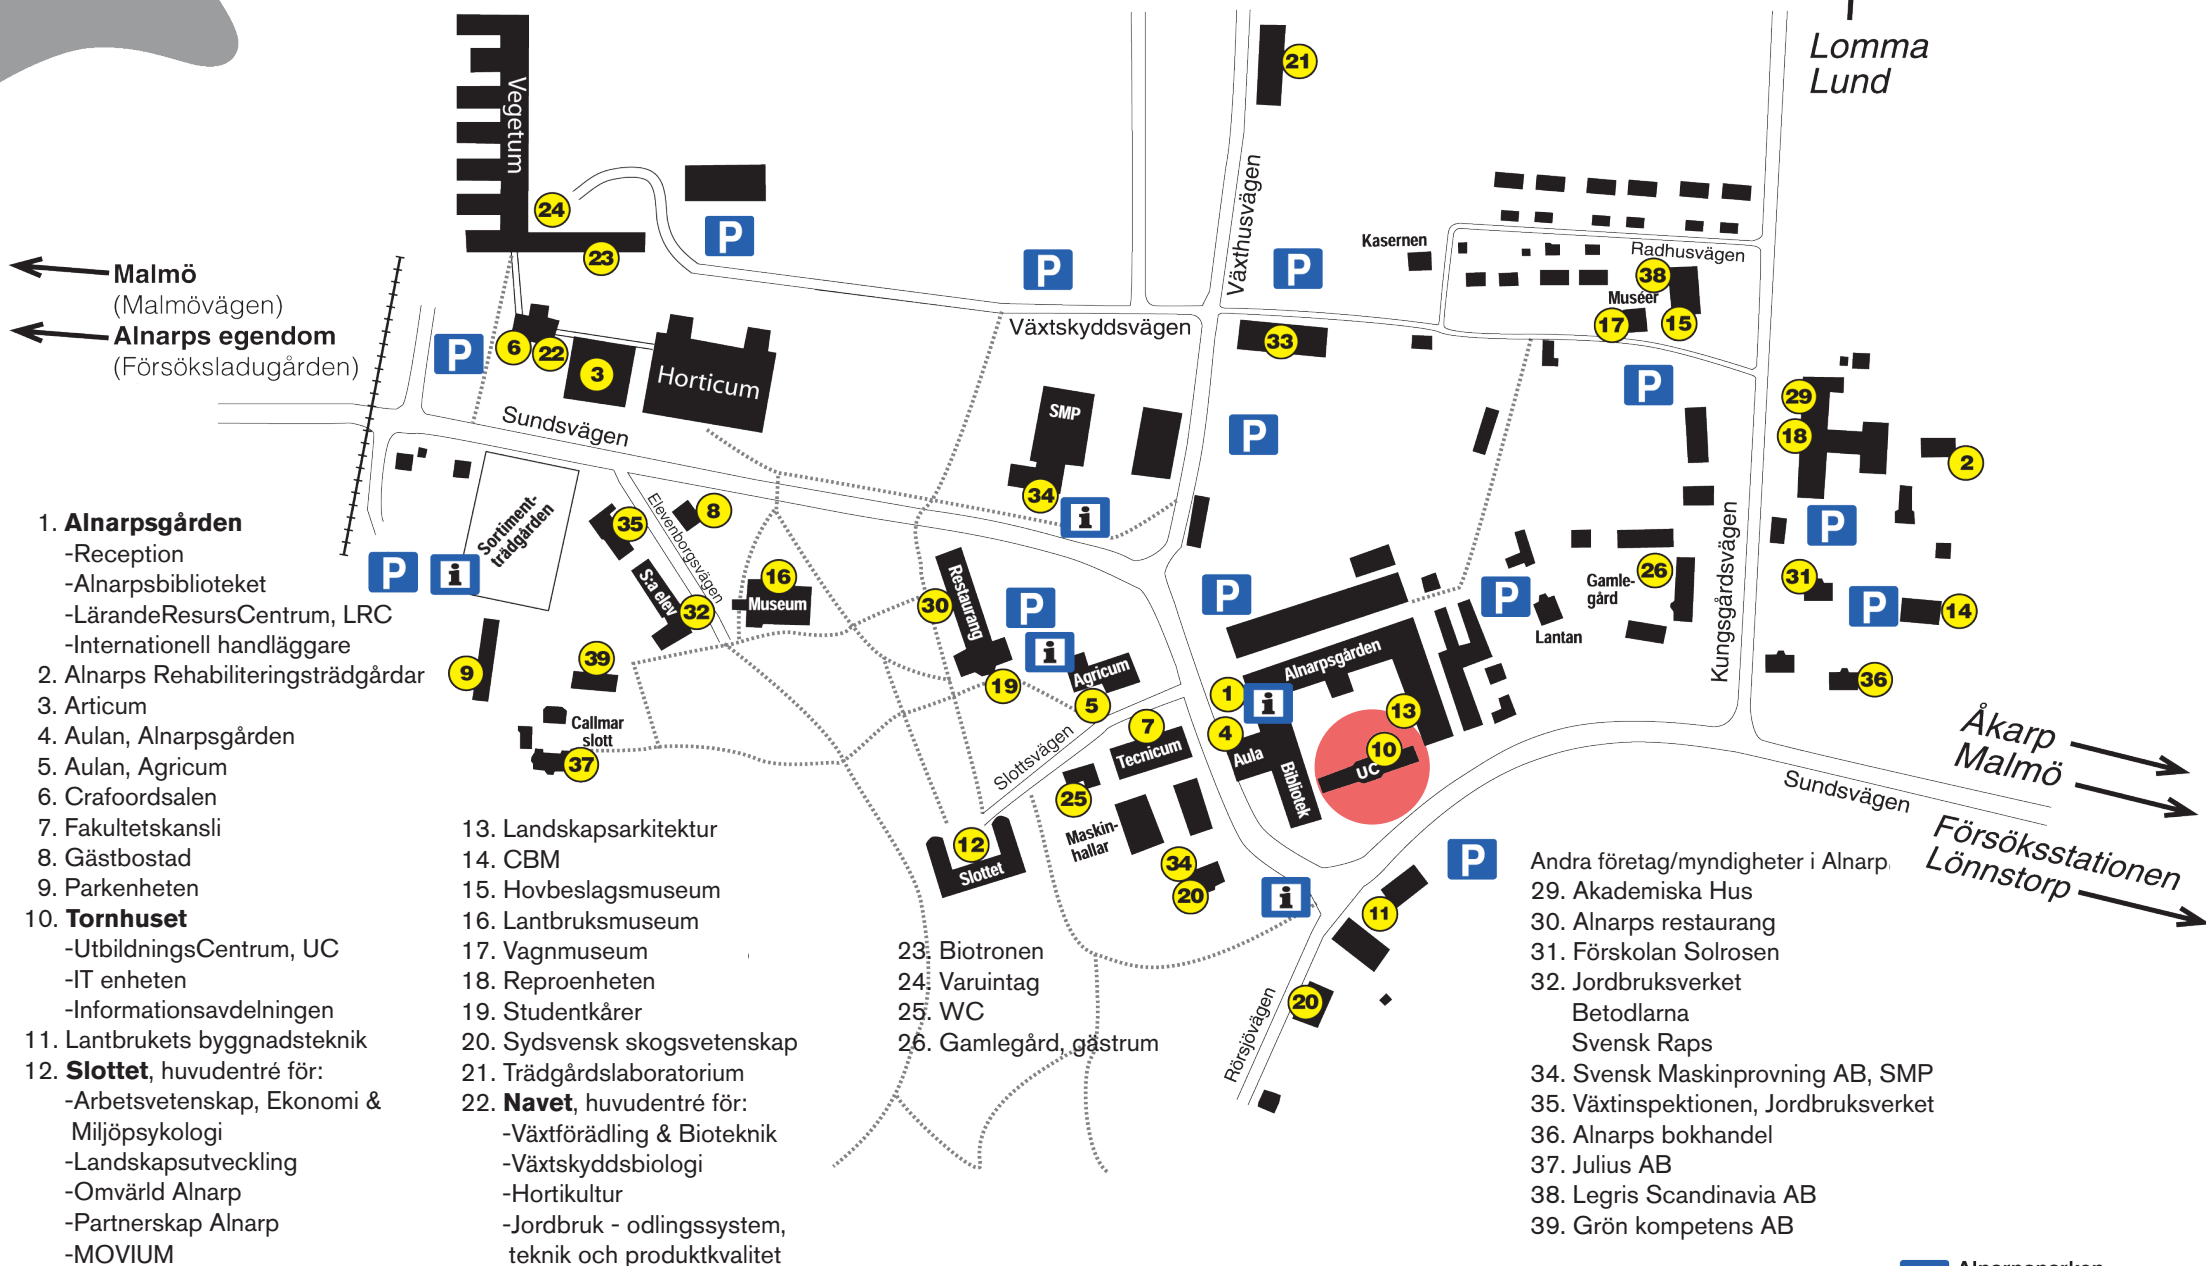 Lomma
Lund
Vegetum
21
24
P
23
Växthusvägen
P
P
Kasernen
Radhusvägen
38
Muséer
17
15
Malmö
(Malmövägen)
Alnarps egendom
(Försöksladugården)
P
6
22
3
Horticum
Växtskyddsvägen
33
P
29
18
2
Sundsvägen
SMP
34
i
P
P
Sortiment-
trädgården
P
i
35
Elevenborgsvägen
8
S:a elev
32
16
Museum
30
Restaurang
P
i
19
Agricum
5
P
Alnarpsgården
1
i
4
Aula
Bibliotek
13
10
UC
P
Lantan
Gamle-
gård
26
Kungsgårdsvägen
31
P
14
36
9
39
Callmar
slott
37
Slottsvägen
7
Tecnicum
25
Maskin-
hallar
12
Slottet
34
20
i
P
11
20
Rörsjövägen
Sundsvägen
Åkarp
Malmö
Försöksstationen
Lönnstorp
1. Alnarpsgården
-Reception
-Alnarpsbiblioteket
-LärandeResursCentrum, LRC
-Internationell handläggare
2. Alnarps Rehabiliteringsträdgårdar
3. Articum
4. Aulan, Alnarpsgården
5. Aulan, Agricum
6. Crafoordsalen
7. Fakultetskansli
8. Gästbostad
9. Parkenheten
10. Tornhuset
-UtbildningsCentrum, UC
-IT enheten
-Informationsavdelningen
11. Lantbrukets byggnadsteknik
12. Slottet, huvudentré för:
-Arbetsvetenskap, Ekonomi &
Miljöpsykologi
-Landskapsutveckling
-Omvärld Alnarp
-Partnerskap Alnarp
-MOVIUM
13. Landskapsarkitektur
14. CBM
15. Hovbeslagsmuseum
16. Lantbruksmuseum
17. Vagnmuseum
18. Reproenheten
19. Studentkårer
20. Sydsvensk skogsvetenskap
21. Trädgårdslaboratorium
22. Navet, huvudentré för:
-Växtförädling & Bioteknik
-Växtskyddsbiologi
-Hortikultur
-Jordbruk - odlingssystem,
teknik och produktkvalitet
23. Biotronen
24. Varuintag
25. WC
26. Gamlegård, gästrum
Andra företag/myndigheter i Alnarp
29. Akademiska Hus
30. Alnarps restaurang
31. Förskolan Solrosen
32. Jordbruksverket
Betodlarna
Svensk Raps
34. Svensk Maskinprovning AB, SMP
35. Växtinspektionen, Jordbruksverket
36. Alnarps bokhandel
37. Julius AB
38. Legris Scandinavia AB
39. Grön kompetens AB